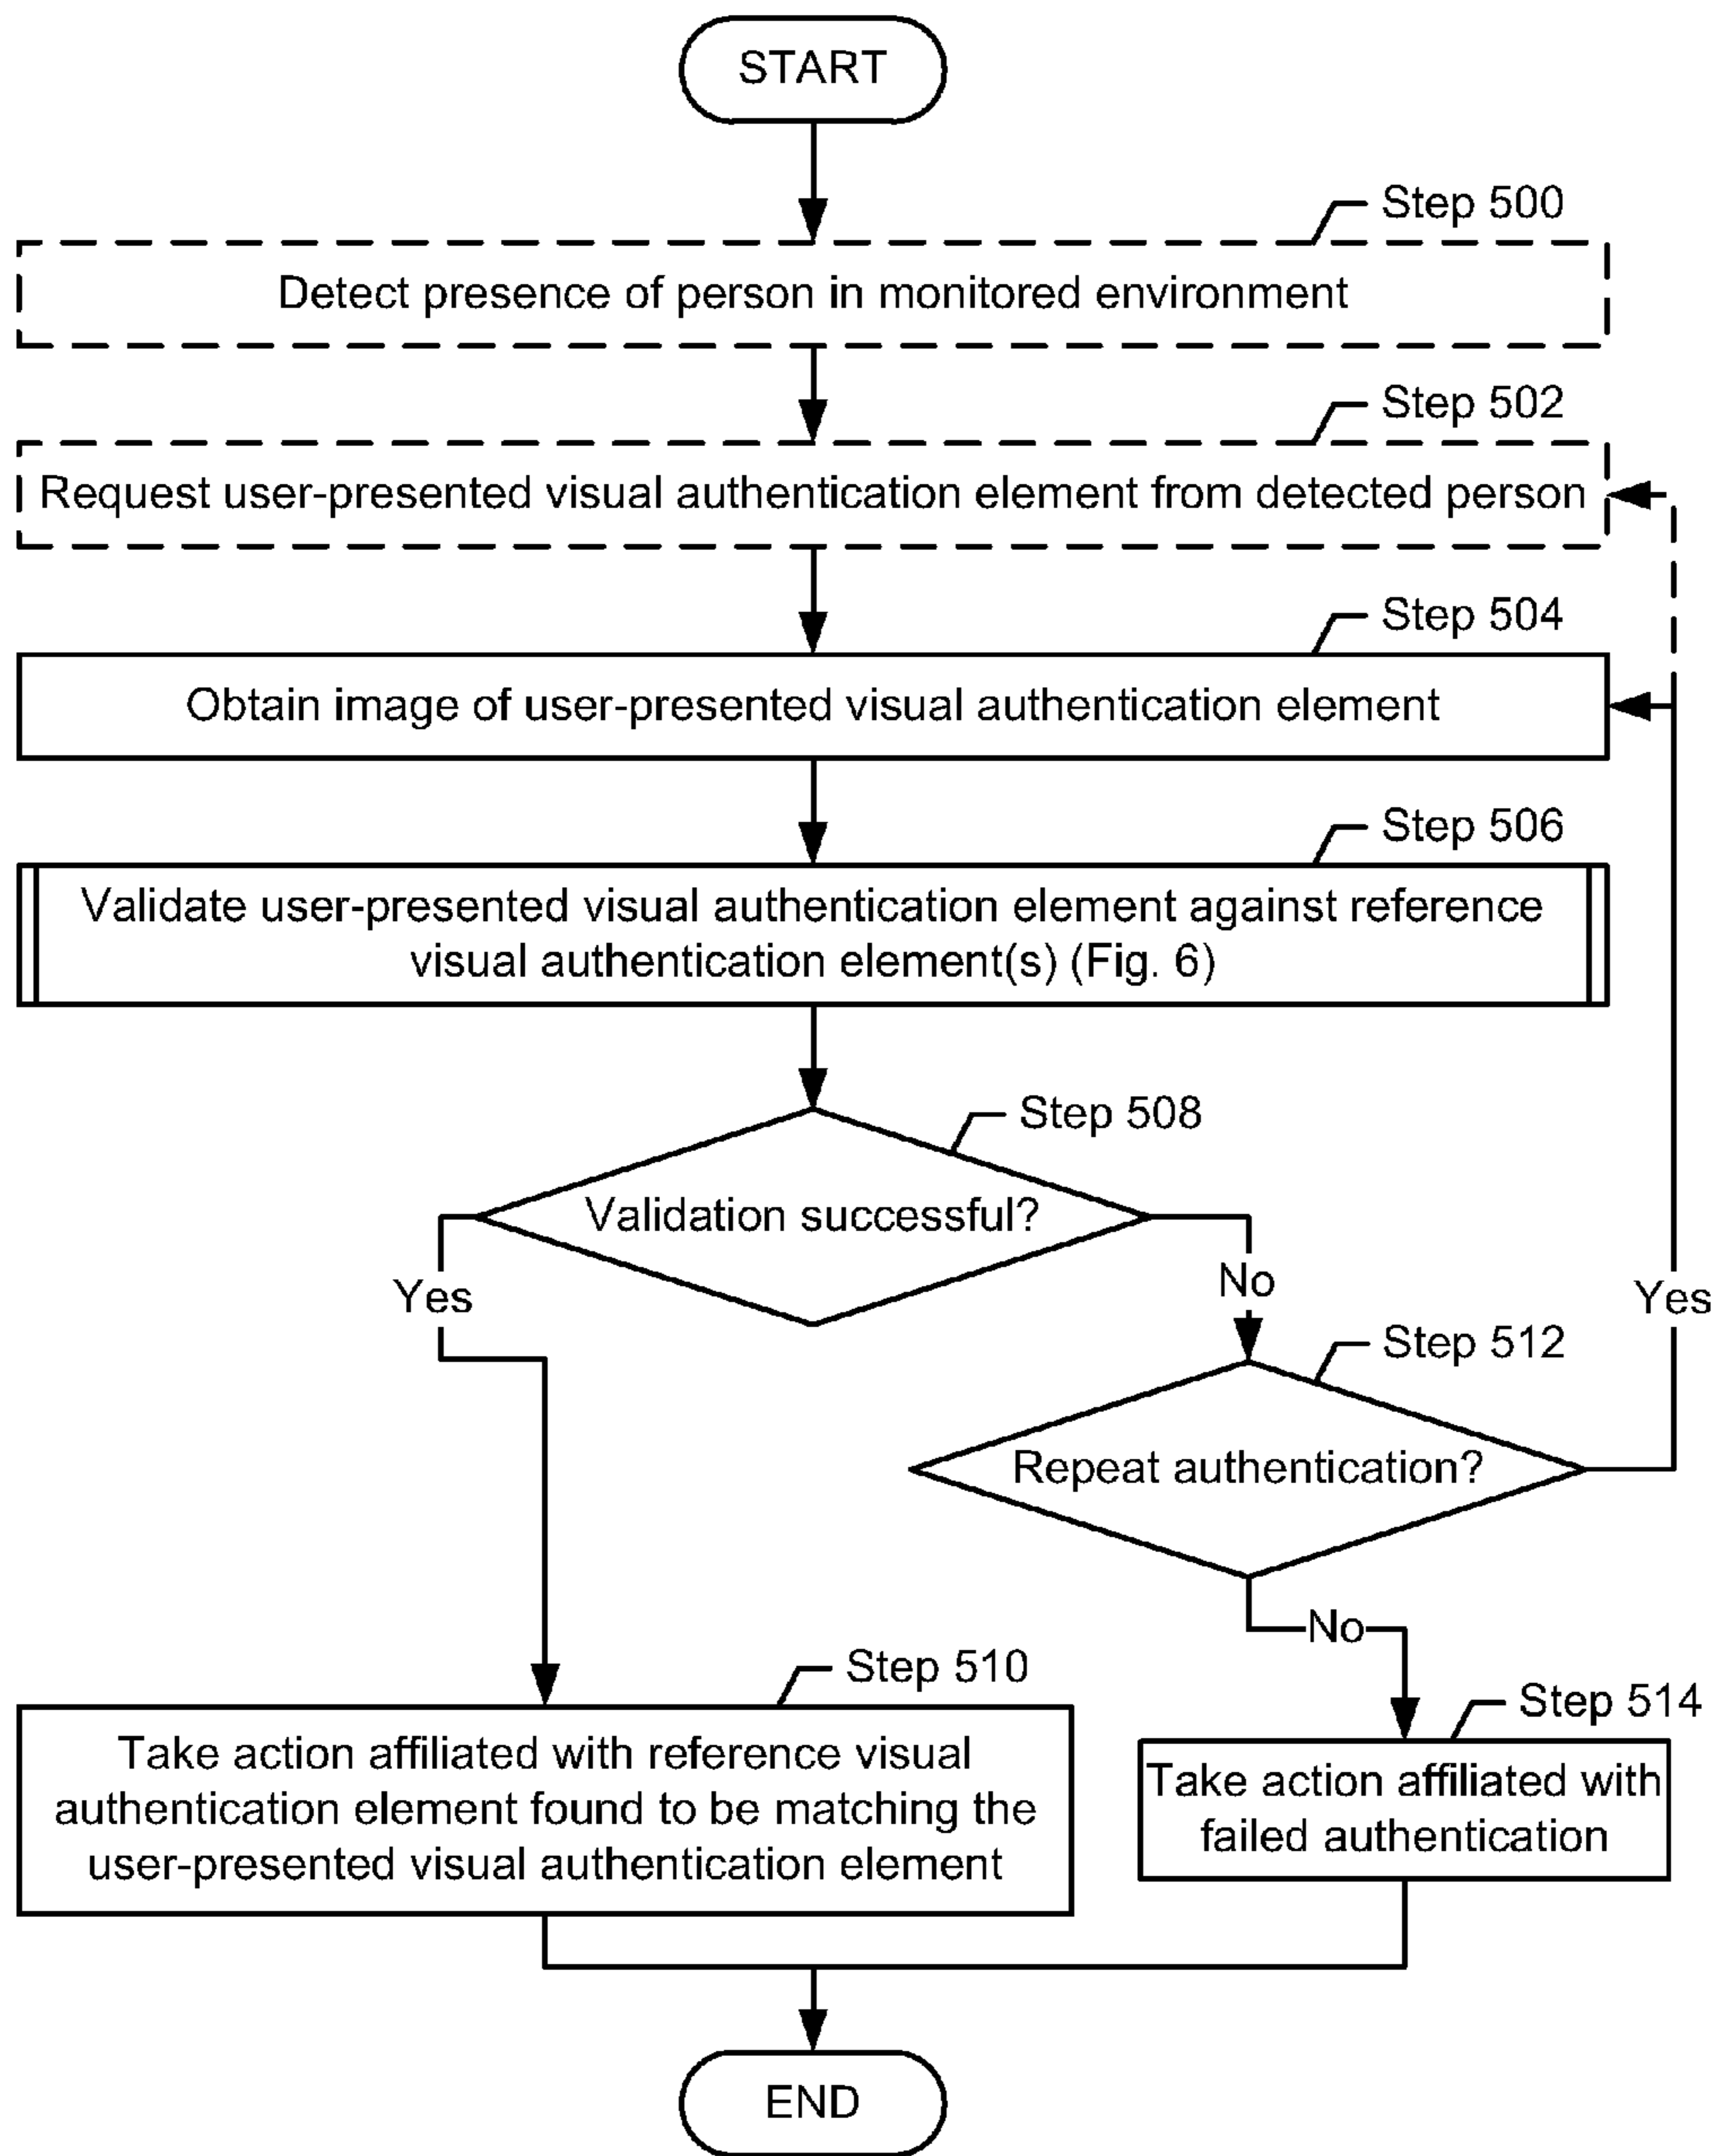 START
Step 500
Detect presence of person in monitored environment
Step 502
Request user-presented visual authentication element from detected person
Step 504
Obtain image of user-presented visual authentication element
Step 506
Validate user-presented visual authentication element against reference
visual authentication element(s) (Fig. 6)
Step 508
Validation successful?
Yes
No
Yes
Step 512
Repeat authentication?
No
Step 510
Take action affiliated with reference visual
authentication element found to be matching the
user-presented visual authentication element
Step 514
Take action affiliated with
failed authentication
END